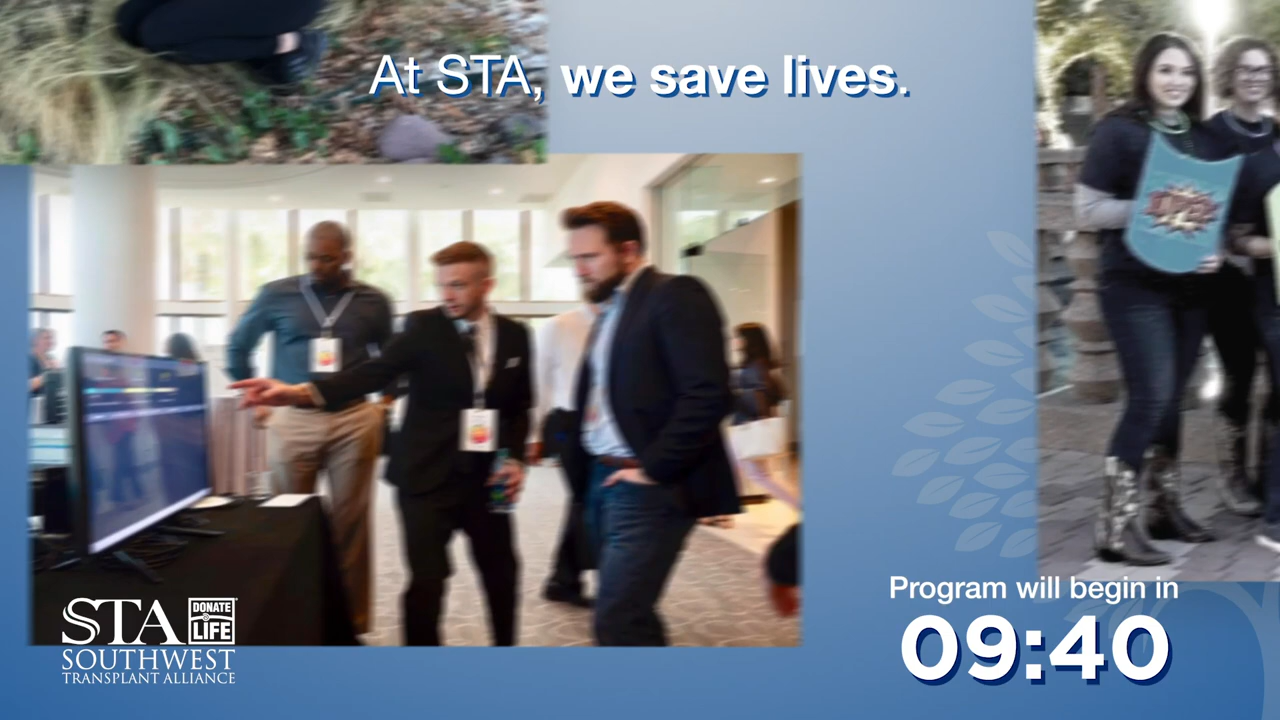 At STA, we save lives.
STA
DONATE
LIFE
SOUTHWEST
TRANSPLANT ALLIANCE
Program will begin in
09:40